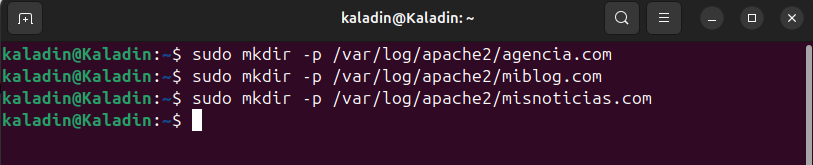 kaladin@Kaladin: ~
kaladin@Kaladin:~$ sudo mkdir -p /var/log/apache2/agencia.com
kaladin@Kaladin:~$ sudo mkdir -p /var/log/apache2/miblog.com
kaladin@Kaladin:~$ sudo mkdir -p /var/log/apache2/misnoticias.com
kaladin@Kaladin:~$